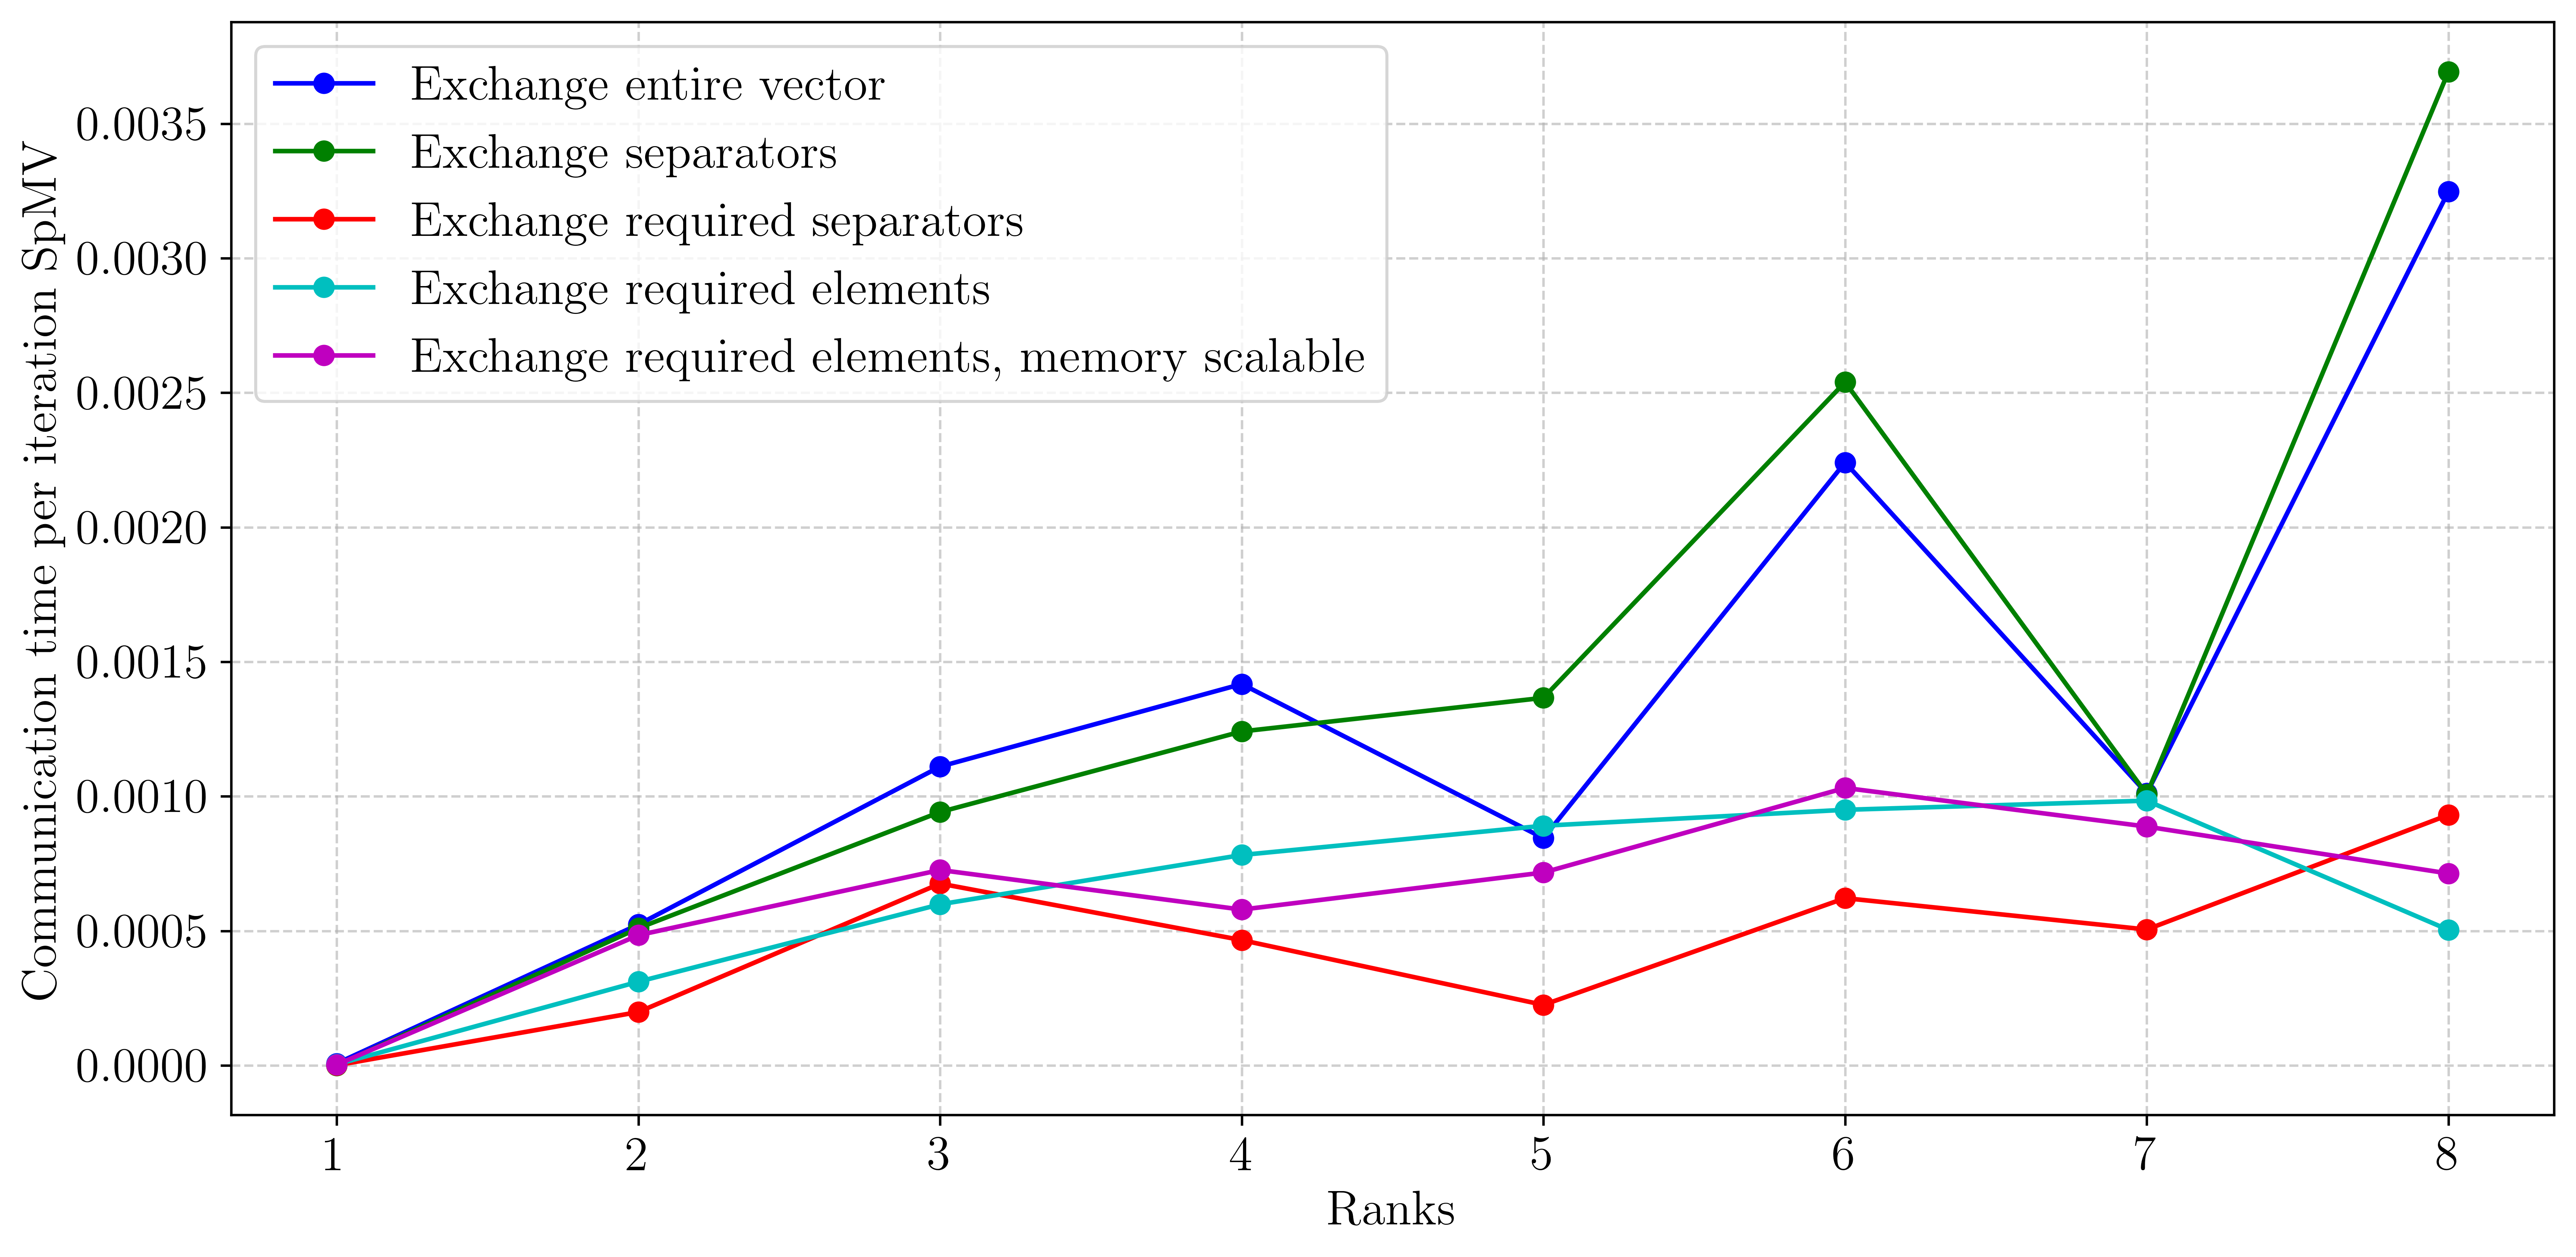 Exchange entire vector
Exchange separators
Exchange required separators
Exchange required elements
Exchange required elements, memory scalable
Communication time per iteration SpMV
0.0035
0.0030
0.0025
0.0020
0.0015
0.0010
0.0005
0.0000
1 2 3 4 5 6 7 8
Ranks